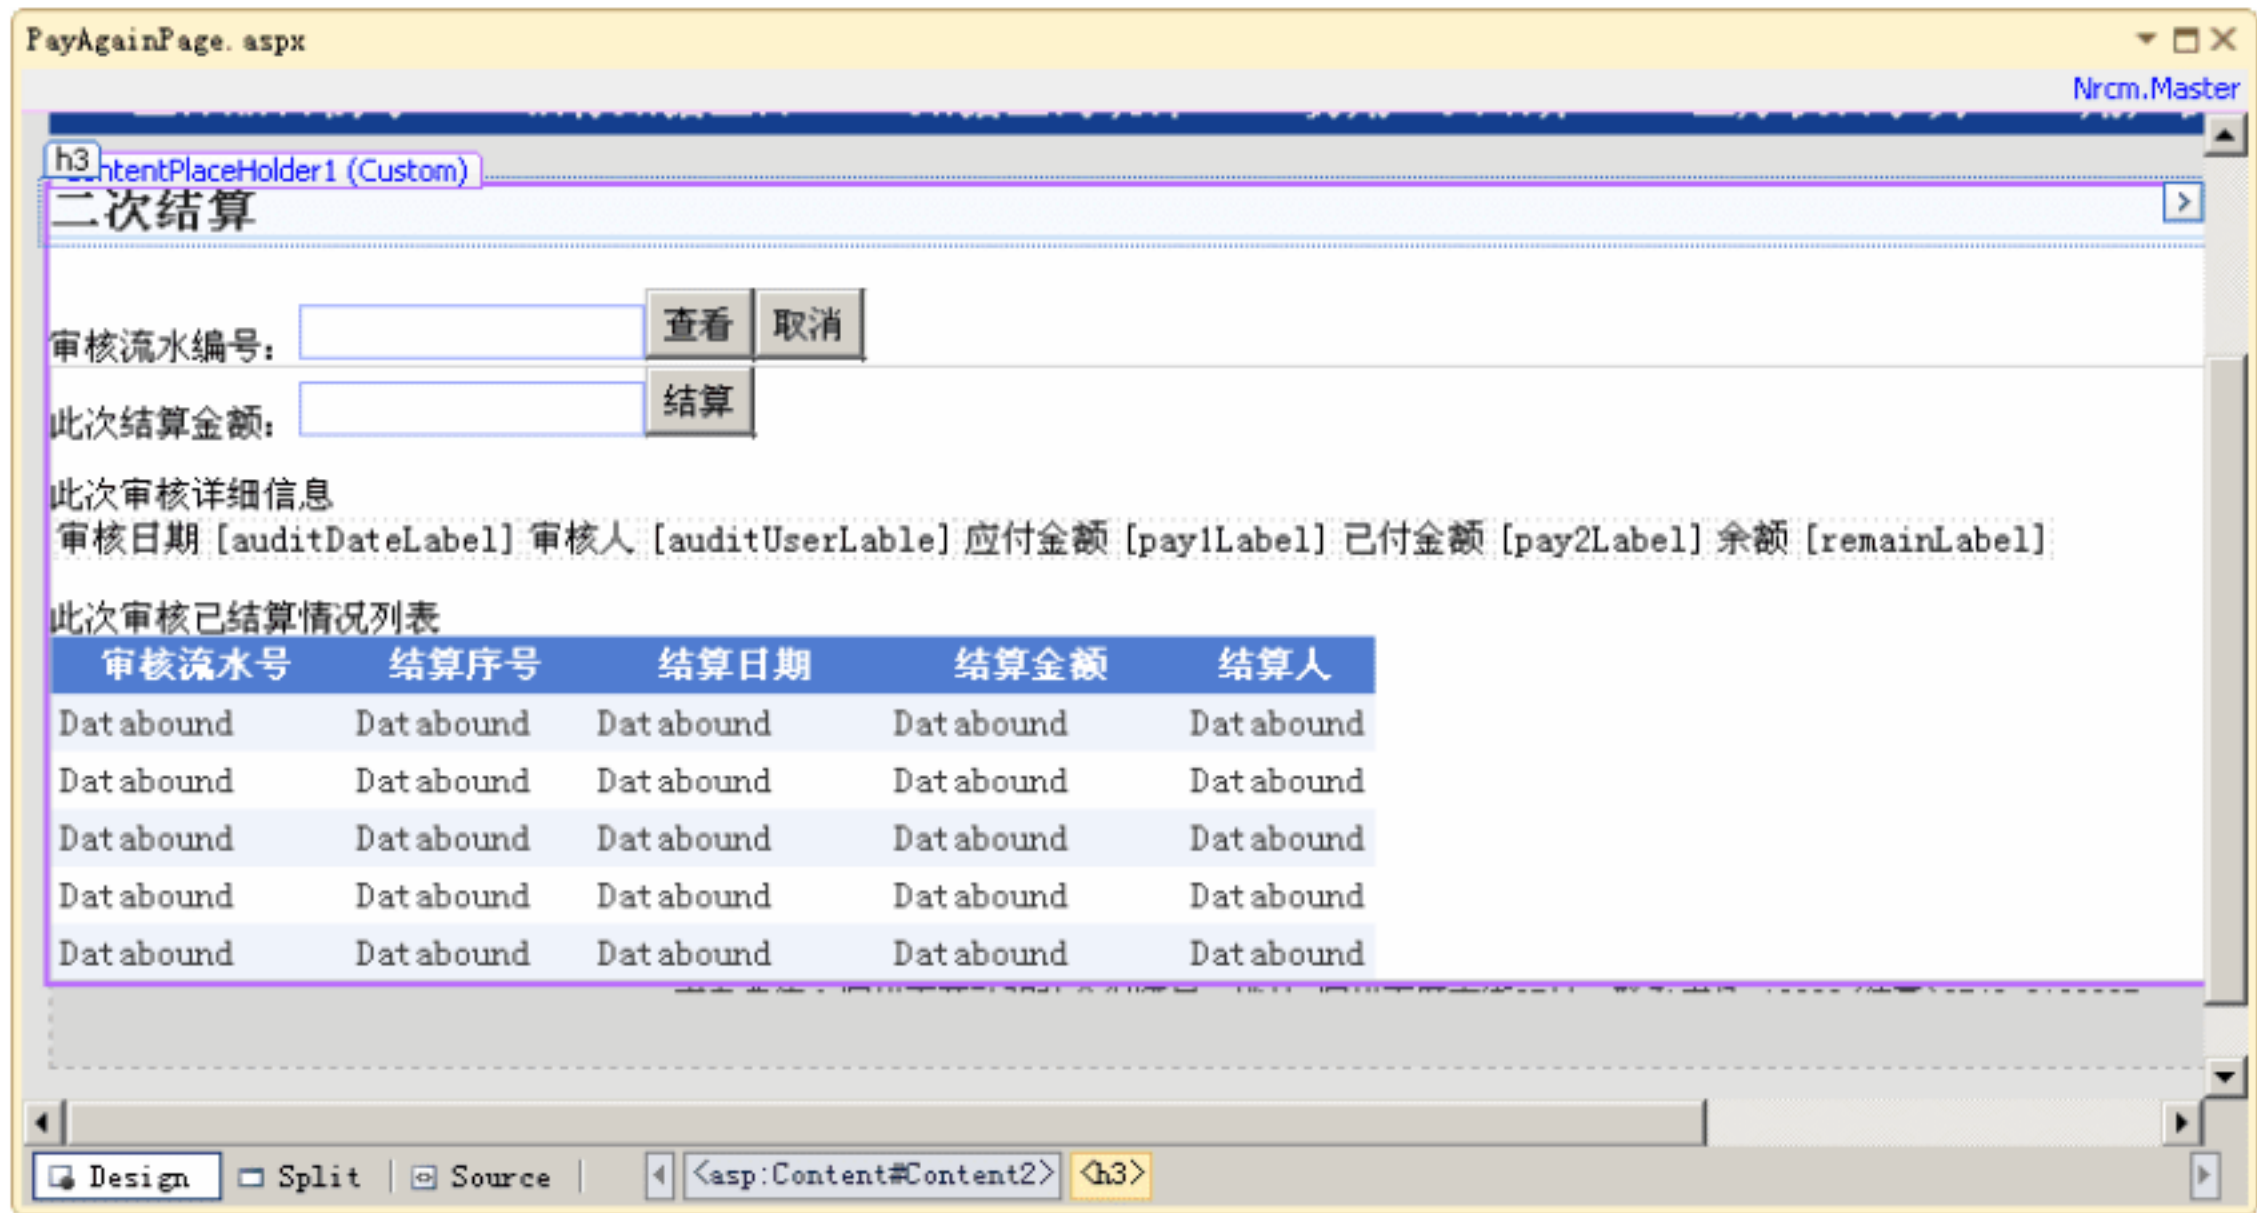 PayAgainPage.aspx
Nrcm.Master
h3
ntentPlaceHolder1 (Custom)
二次结算
审核流水编号: 查看 取消
此次结算金额: 结算
此次审核详细信息
审核日期 [auditDateLabel] 审核人 [auditUserLable] 应付金额 [pay1Label] 已付金额 [pay2Label] 余额 [remainLabel]
此次审核已结算情况列表
审核流水号 结算序号 结算日期 结算金额 结算人
Databound Databound Databound Databound Databound
Databound Databound Databound Databound Databound
Databound Databound Databound Databound Databound
Databound Databound Databound Databound Databound
Databound Databound Databound Databound Databound
Design Split Source <asp:Content#Content2> <h3>